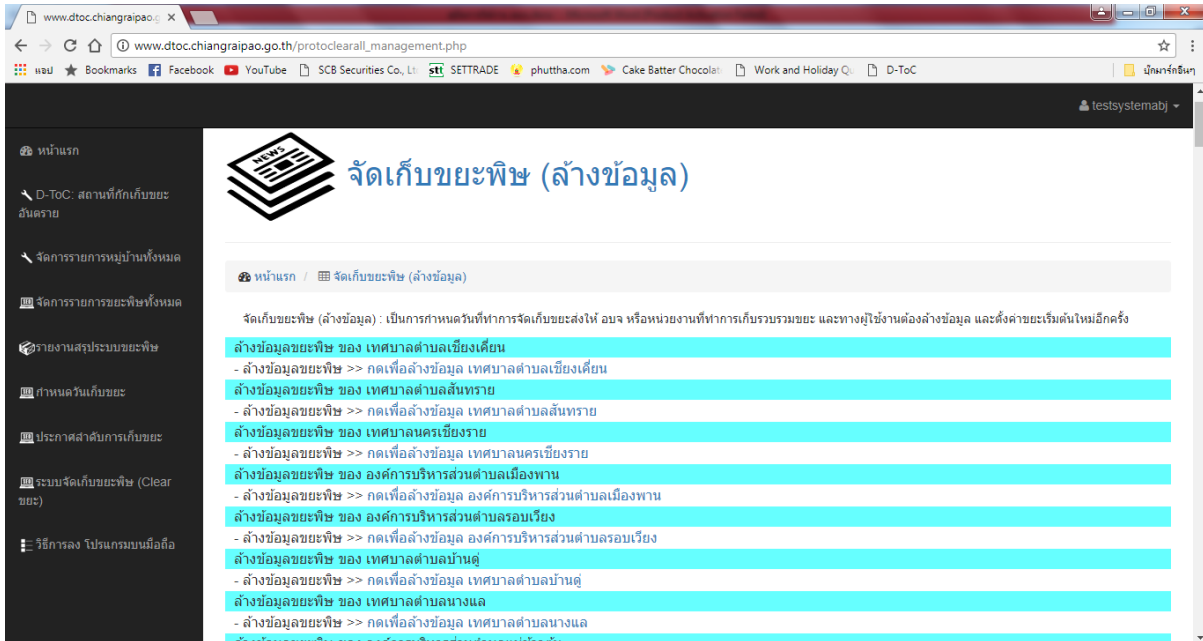 www.dtoc.chiangraipao.g
www.dtoc.chiangraipao.go.th/protoclearall_management.php
แอป Bookmarks Facebook YouTube SCB Securities Co., Lt stt SETTRADE phuttha.com Cake Batter Chocolat Work and Holiday Qu D-ToC บุ๊กมาร์กอื่นๆ
testsystemabj
หน้าแรก
D-ToC: สถานที่กักเก็บขยะ
อันตราย
จัดการรายการหมู่บ้านทั้งหมด
จัดการรายการขยะพิษทั้งหมด
รายงานสรุประบบขยะพิษ
กำหนดวันเก็บขยะ
ประกาศลำดับการเก็บขยะ
ระบบจัดเก็บขยะพิษ (Clear
ขยะ)
วิธีการลง โปรแกรมบนมือถือ
NEWS
จัดเก็บขยะพิษ (ล้างข้อมูล)
หน้าแรก / จัดเก็บขยะพิษ (ล้างข้อมูล)
จัดเก็บขยะพิษ (ล้างข้อมูล) : เป็นการกำหนดวันที่ทำการจัดเก็บขยะส่งให้ อบจ หรือหน่วยงานที่ทำการเก็บรวบรวมขยะ และทางผู้ใช้งานต้องล้างข้อมูล และตั้งค่าขยะเริ่มต้นใหม่อีกครั้ง
ล้างข้อมูลขยะพิษ ของ เทศบาลตำบลเชียงเคี่ยน
- ล้างข้อมูลขยะพิษ >> กดเพื่อล้างข้อมูล เทศบาลตำบลเชียงเคี่ยน
ล้างข้อมูลขยะพิษ ของ เทศบาลตำบลสันทราย
- ล้างข้อมูลขยะพิษ >> กดเพื่อล้างข้อมูล เทศบาลตำบลสันทราย
ล้างข้อมูลขยะพิษ ของ เทศบาลนครเชียงราย
- ล้างข้อมูลขยะพิษ >> กดเพื่อล้างข้อมูล เทศบาลนครเชียงราย
ล้างข้อมูลขยะพิษ ของ องค์การบริหารส่วนตำบลเมืองพาน
- ล้างข้อมูลขยะพิษ >> กดเพื่อล้างข้อมูล องค์การบริหารส่วนตำบลเมืองพาน
ล้างข้อมูลขยะพิษ ของ องค์การบริหารส่วนตำบลรอบเวียง
- ล้างข้อมูลขยะพิษ >> กดเพื่อล้างข้อมูล องค์การบริหารส่วนตำบลรอบเวียง
ล้างข้อมูลขยะพิษ ของ เทศบาลตำบลบ้านดู่
- ล้างข้อมูลขยะพิษ >> กดเพื่อล้างข้อมูล เทศบาลตำบลบ้านดู่
ล้างข้อมูลขยะพิษ ของ เทศบาลตำบลนางแล
- ล้างข้อมูลขยะพิษ >> กดเพื่อล้างข้อมูล เทศบาลตำบลนางแล